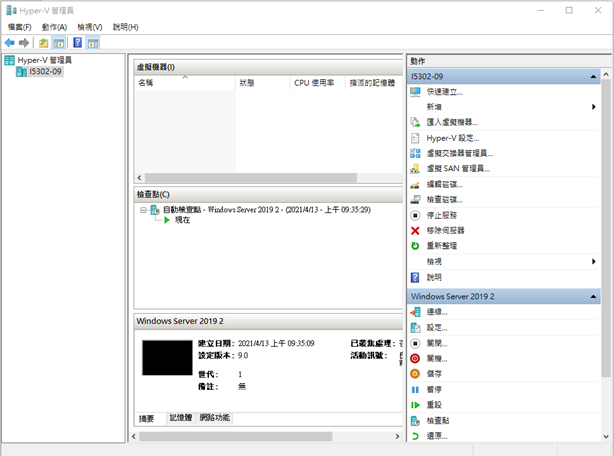 Hyper-V 管理員
檔案(F) 動作(A) 檢視(V) 說明(H)
Hyper-V 管理員
I5302-09
虛擬機器(I)
名稱 狀態 CPU 使用率 指派的記憶體
檢查點(C)
自動檢查點 - Windows Server 2019 2 - (2021/4/13 - 上午 09:35:29)
現在
Windows Server 2019 2
建立日期: 2021/4/13 上午 09:35:09 已叢集處理:
設定版本: 9.0 活動訊號:
世代: 1
備註: 無
摘要 記憶體 網路功能
動作
I5302-09
快速建立...
新增
匯入虛擬機器...
Hyper-V 設定...
虛擬交換器管理員...
虛擬 SAN 管理員...
編輯磁碟...
檢查磁碟...
停止服務
移除伺服器
重新整理
檢視
說明
Windows Server 2019 2
連線...
設定...
關閉...
關機...
儲存
暫停
重設
檢查點
還原...